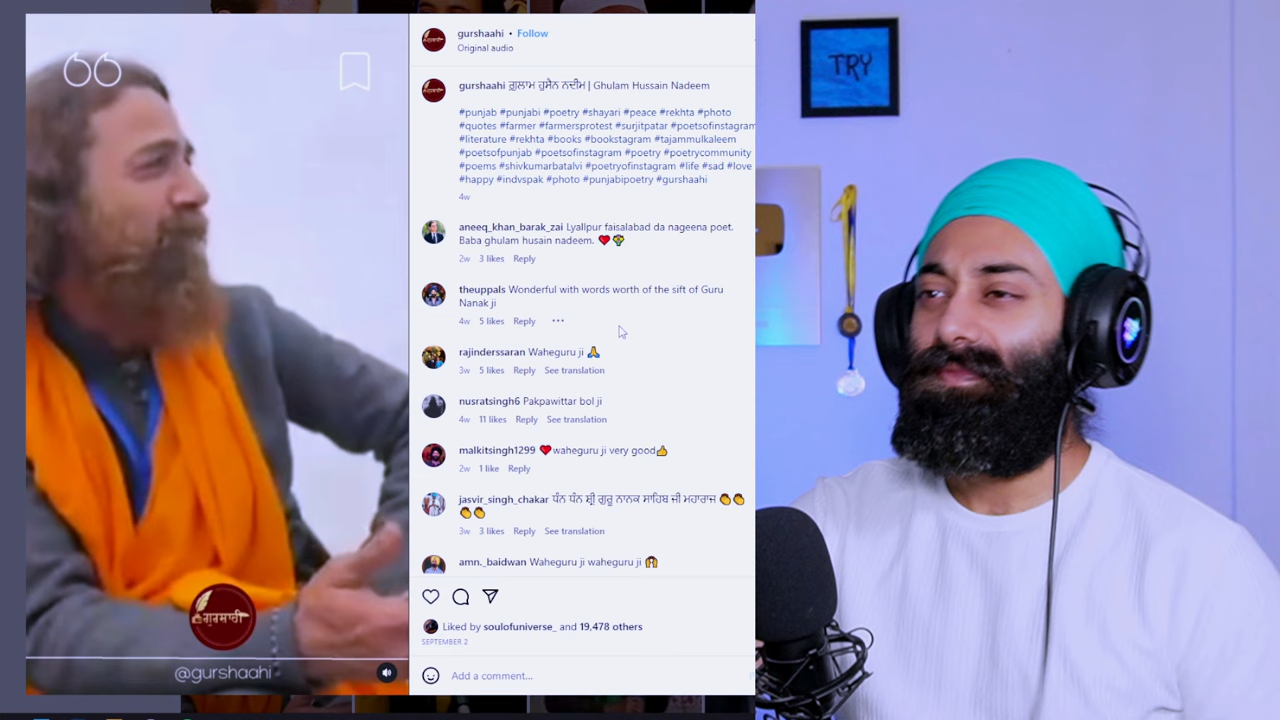 gurshaahi • Follow
Original audio
gurshaahi ਗ਼ੁਲਾਮ ਹੁਸੈਨ ਨਦੀਮ | Ghulam Hussain Nadeem
#punjab #punjabi #poetry #shayari #peace #rekhta #photo
#quotes #farmer #farmersprotest #surjitpatar #poetsofinstagram
#literature #rekhta #books #bookstagram #tajammulkaleem
#poetsofpunjab #poetsofinstagram #poetry #poetrycommunity
#poems #shivkumarbatalvi #poetryofinstagram #life #sad #love
#happy #indvspak #photo #punjabipoetry #gurshaahi
4w
aneeq_khan_barak_zai Lyallpur faisalabad da nageena poet.
Baba ghulam husain nadeem. ❤️💐
2w 3 likes Reply
theuppals Wonderful with words worth of the sift of Guru
Nanak ji
4w 5 likes Reply •••
rajinderssaran Waheguru ji 🙏
3w 5 likes Reply See translation
nusratsingh6 Pakpawittar bol ji
4w 11 likes Reply See translation
malkitsingh1299 ❤️waheguru ji very good👍
2w 1 like Reply
jasvir_singh_chakar ਧੰਨ ਧੰਨ ਸ਼੍ਰੀ ਗੁਰੂ ਨਾਨਕ ਸਾਹਿਬ ਜੀ ਮਹਾਰਾਜ 👏👏
👏👏
3w 3 likes Reply See translation
amn._baidwan Waheguru ji waheguru ji 🙌
Liked by soulofuniverse_ and 19,478 others
SEPTEMBER 2
Add a comment...
ਗੁਰਸ਼ਾਹੀ
@gurshaahi
TRY